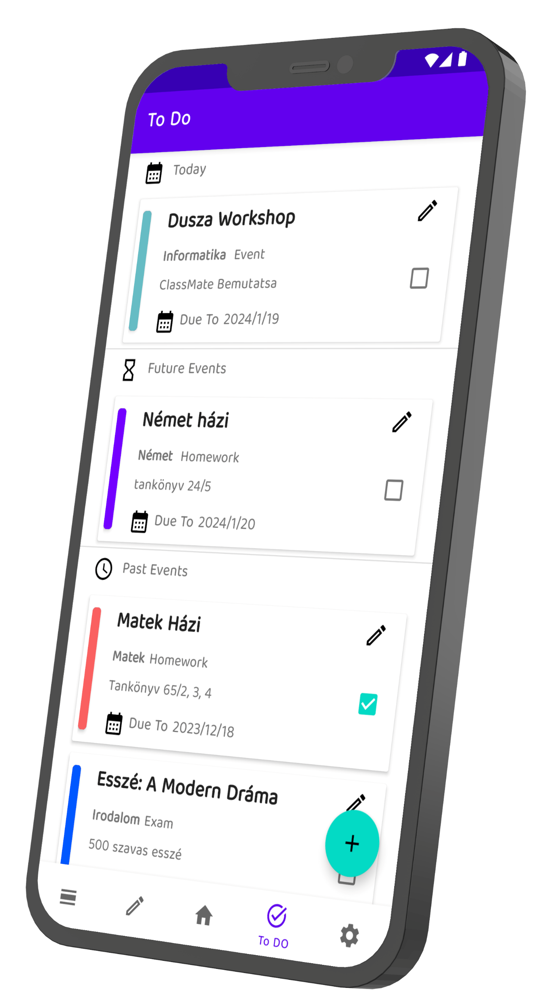 To Do
Today
Dusza Workshop
Informatika Event
ClassMate Bemutatsa
Due To 2024/1/19
Future Events
Német házi
Német Homework
tankönyv 24/5
Due To 2024/1/20
Past Events
Matek Házi
Matek Homework
Tankönyv 65/2, 3, 4
Due To 2023/12/18
Esszé: A Modern Dráma
Irodalom Exam
500 szavas esszé
To DO